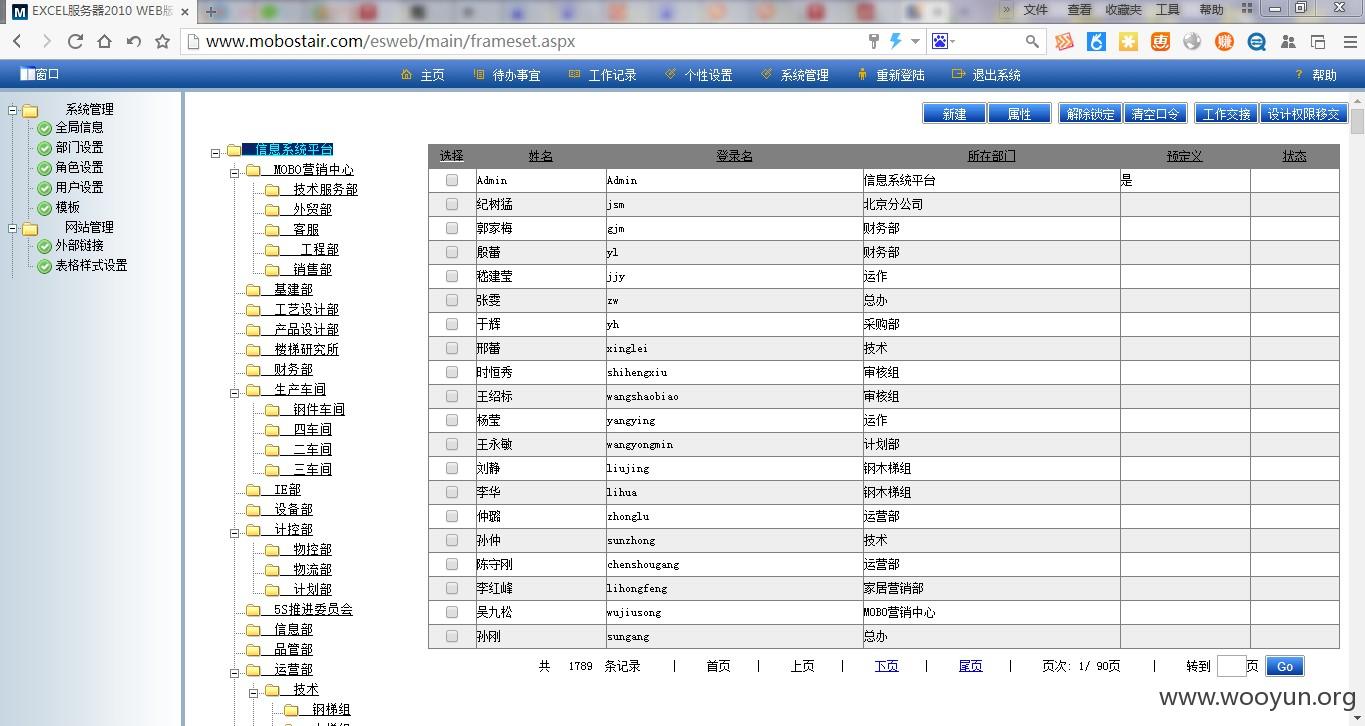 EXCEL服务器2010 WEB版
文件 查看 收藏夹 工具 帮助
www.mobostair.com/esweb/main/frameset.aspx
窗口 主页 待办事宜 工作记录 个性设置 系统管理 重新登陆 退出系统 ? 帮助
系统管理
全局信息
部门设置
角色设置
用户设置
模板
网站管理
外部链接
表格样式设置
信息系统平台
MOBO营销中心
技术服务部
外贸部
客服
工程部
销售部
基建部
工艺设计部
产品设计部
楼梯研究所
财务部
生产车间
钢件车间
四车间
二车间
三车间
IE部
设备部
计控部
物控部
物流部
计划部
5S推进委员会
信息部
品管部
运营部
技术
钢梯组
新建 属性 解除锁定 清空口令 工作交接 设计权限移交
选择 姓名 登录名 所在部门 预定义 状态
Admin Admin 信息系统平台 是
纪树猛 jsm 北京分公司
郭家梅 gjm 财务部
殷蕾 yl 财务部
嵇建莹 jjy 运作
张雯 zw 总办
于辉 yh 采购部
邢蕾 xinglei 技术
时恒秀 shihengxiu 审核组
王绍标 wangshaobiao 审核组
杨莹 yangying 运作
王永敏 wangyongmin 计划部
刘静 liujing 钢木梯组
李华 lihua 钢木梯组
仲璐 zhonglu 运营部
孙仲 sunzhong 技术
陈守刚 chenshougang 运营部
李红峰 lihongfeng 家居营销部
吴九松 wujiusong MOBO营销中心
孙刚 sungang 总办
共 1789 条记录 | 首页 | 上页 | 下页 | 尾页 | 页次: 1/ 90页 | 转到 页 Go
www.wooyun.org